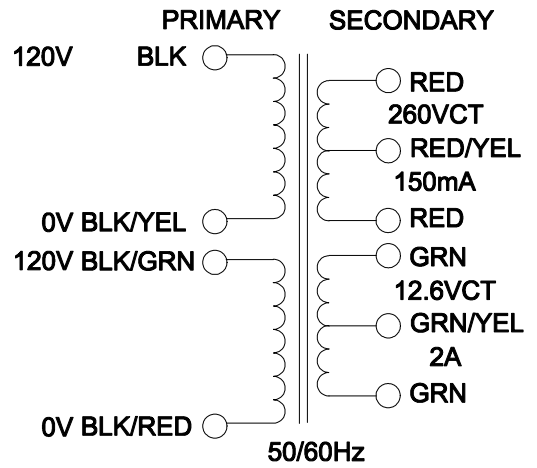 PRIMARY SECONDARY
120V BLK
RED
260VCT
RED/YEL
150mA
0V BLK/YEL
RED
120V BLK/GRN
GRN
12.6VCT
GRN/YEL
2A
GRN
0V BLK/RED
50/60Hz